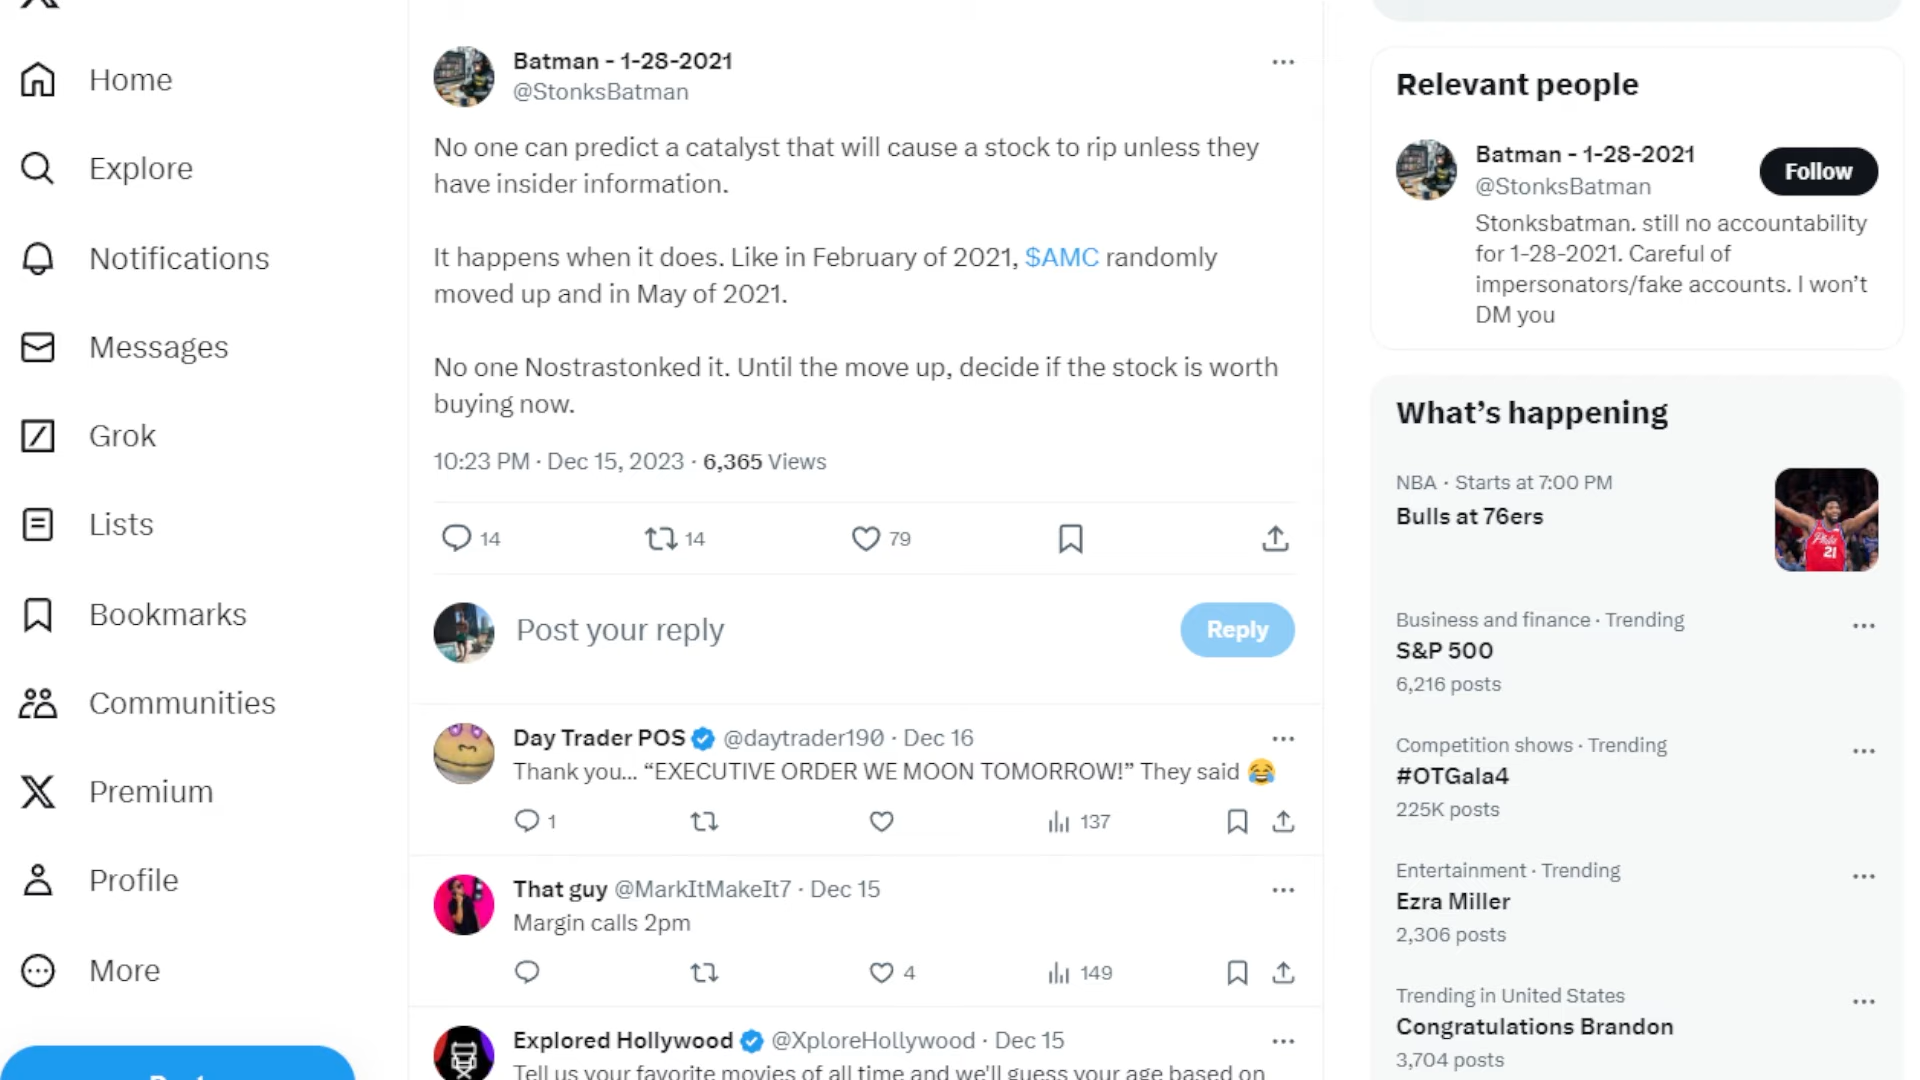 Home
Explore
Notifications
Messages
Grok
Lists
Bookmarks
Communities
Premium
Profile
More
Batman - 1-28-2021
@StonksBatman
No one can predict a catalyst that will cause a stock to rip unless they
have insider information.
It happens when it does. Like in February of 2021, $AMC randomly
moved up and in May of 2021.
No one Nostrastonked it. Until the move up, decide if the stock is worth
buying now.
10:23 PM · Dec 15, 2023 · 6,365 Views
14 14 79
Post your reply
Reply
Day Trader POS @daytrader190 · Dec 16
Thank you... “EXECUTIVE ORDER WE MOON TOMORROW!” They said 😂
1 137
That guy @MarkItMakeIt7 · Dec 15
Margin calls 2pm
4 149
Explored Hollywood @XploreHollywood · Dec 15
Tell us your favorite movies of all time and we'll guess your age based on
Relevant people
Batman - 1-28-2021
@StonksBatman
Follow
Stonksbatman. still no accountability
for 1-28-2021. Careful of
impersonators/fake accounts. I won’t
DM you
What’s happening
NBA · Starts at 7:00 PM
Bulls at 76ers
Phila
21
Business and finance · Trending
S&P 500
6,216 posts
Competition shows · Trending
#OTGala4
225K posts
Entertainment · Trending
Ezra Miller
2,306 posts
Trending in United States
Congratulations Brandon
3,704 posts